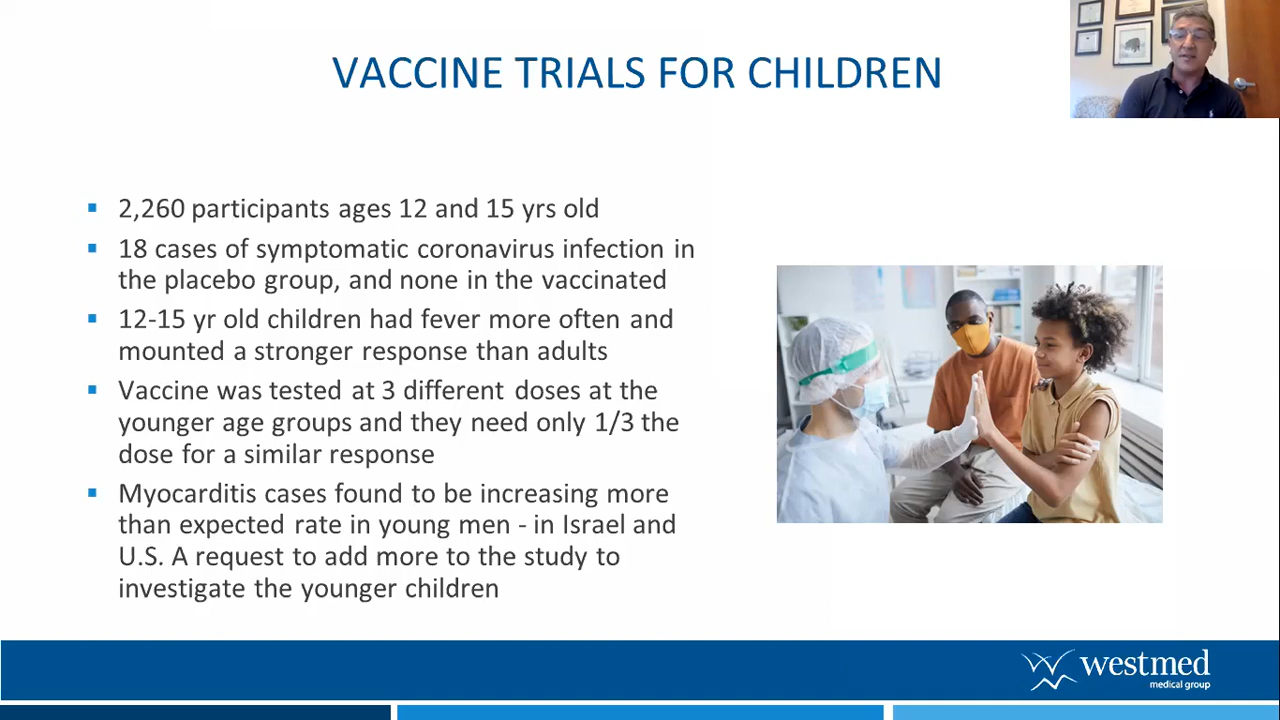 VACCINE TRIALS FOR CHILDREN
2,260 participants ages 12 and 15 yrs old
18 cases of symptomatic coronavirus infection in
the placebo group, and none in the vaccinated
12-15 yr old children had fever more often and
mounted a stronger response than adults
Vaccine was tested at 3 different doses at the
younger age groups and they need only 1/3 the
dose for a similar response
Myocarditis cases found to be increasing more
than expected rate in young men - in Israel and
U.S. A request to add more to the study to
investigate the younger children
westmed
medical group